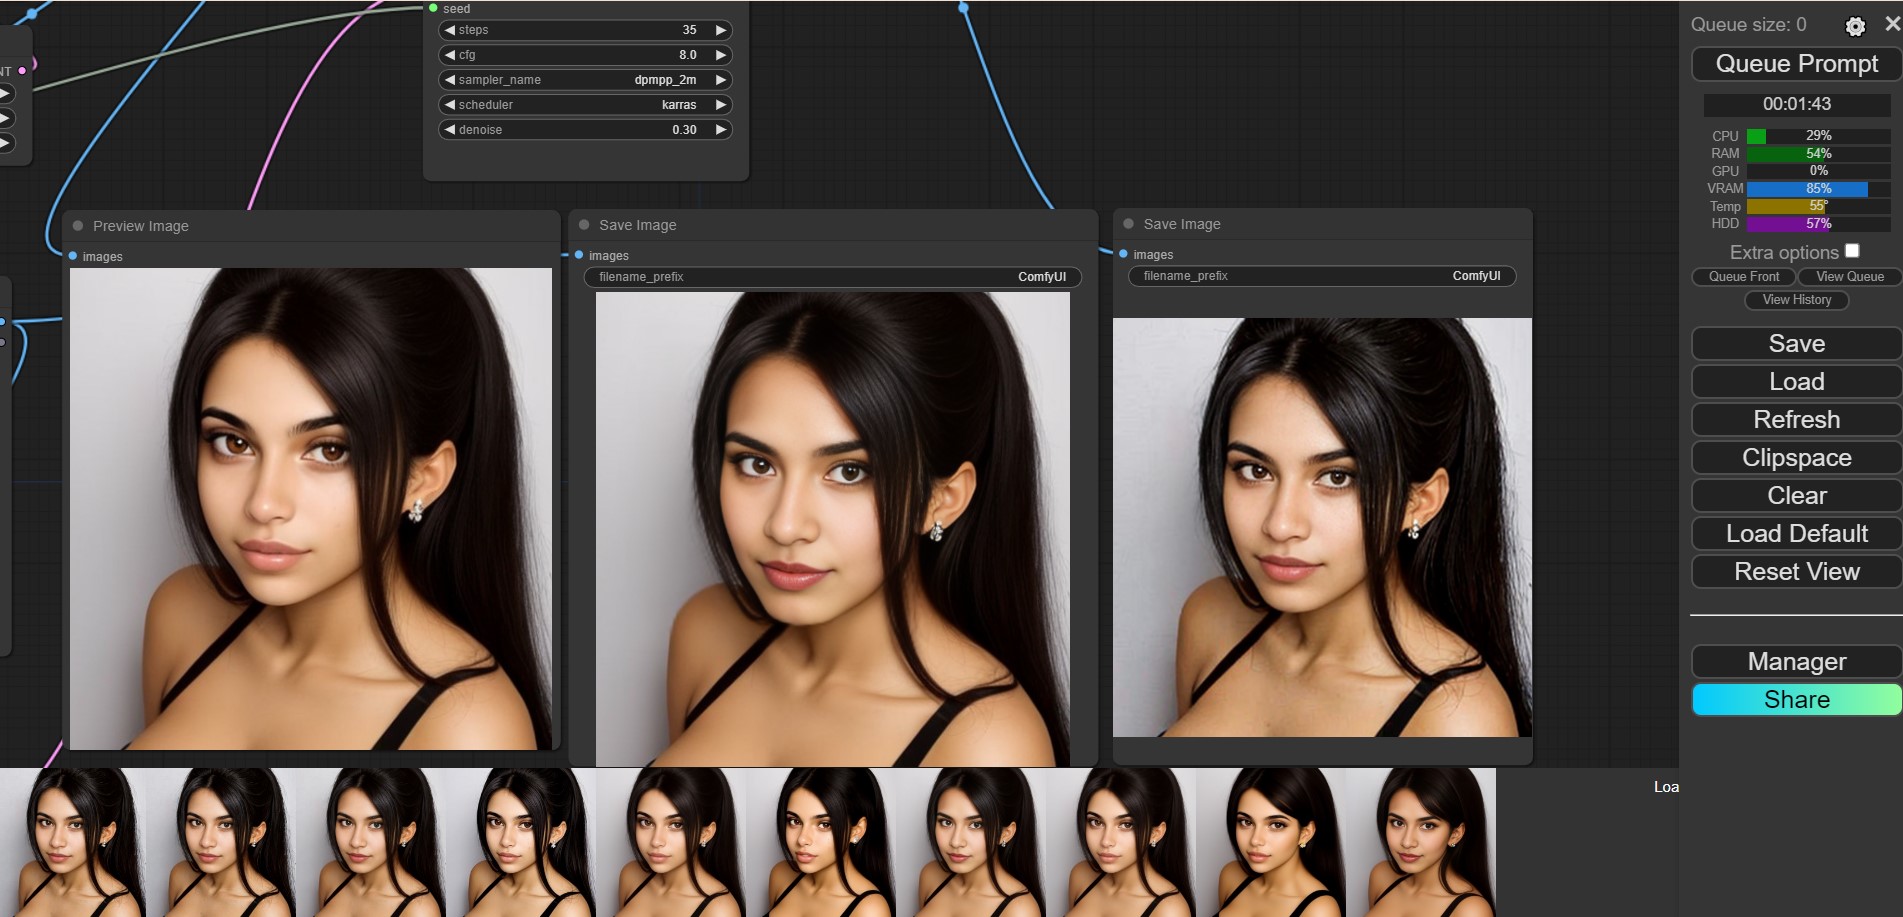 seed
steps 35
cfg 8.0
sampler_name dpmpp_2m
scheduler karras
denoise 0.30
NT
Preview Image
images
Save Image
images
filename_prefix ComfyUI
Save Image
images
filename_prefix ComfyUI
Queue size: 0
Queue Prompt
00:01:43
CPU 29%
RAM 54%
GPU 0%
VRAM 85%
Temp 55°
HDD 57%
Extra options
Queue Front View Queue
View History
Save
Load
Refresh
Clipspace
Clear
Load Default
Reset View
Manager
Share
Loa